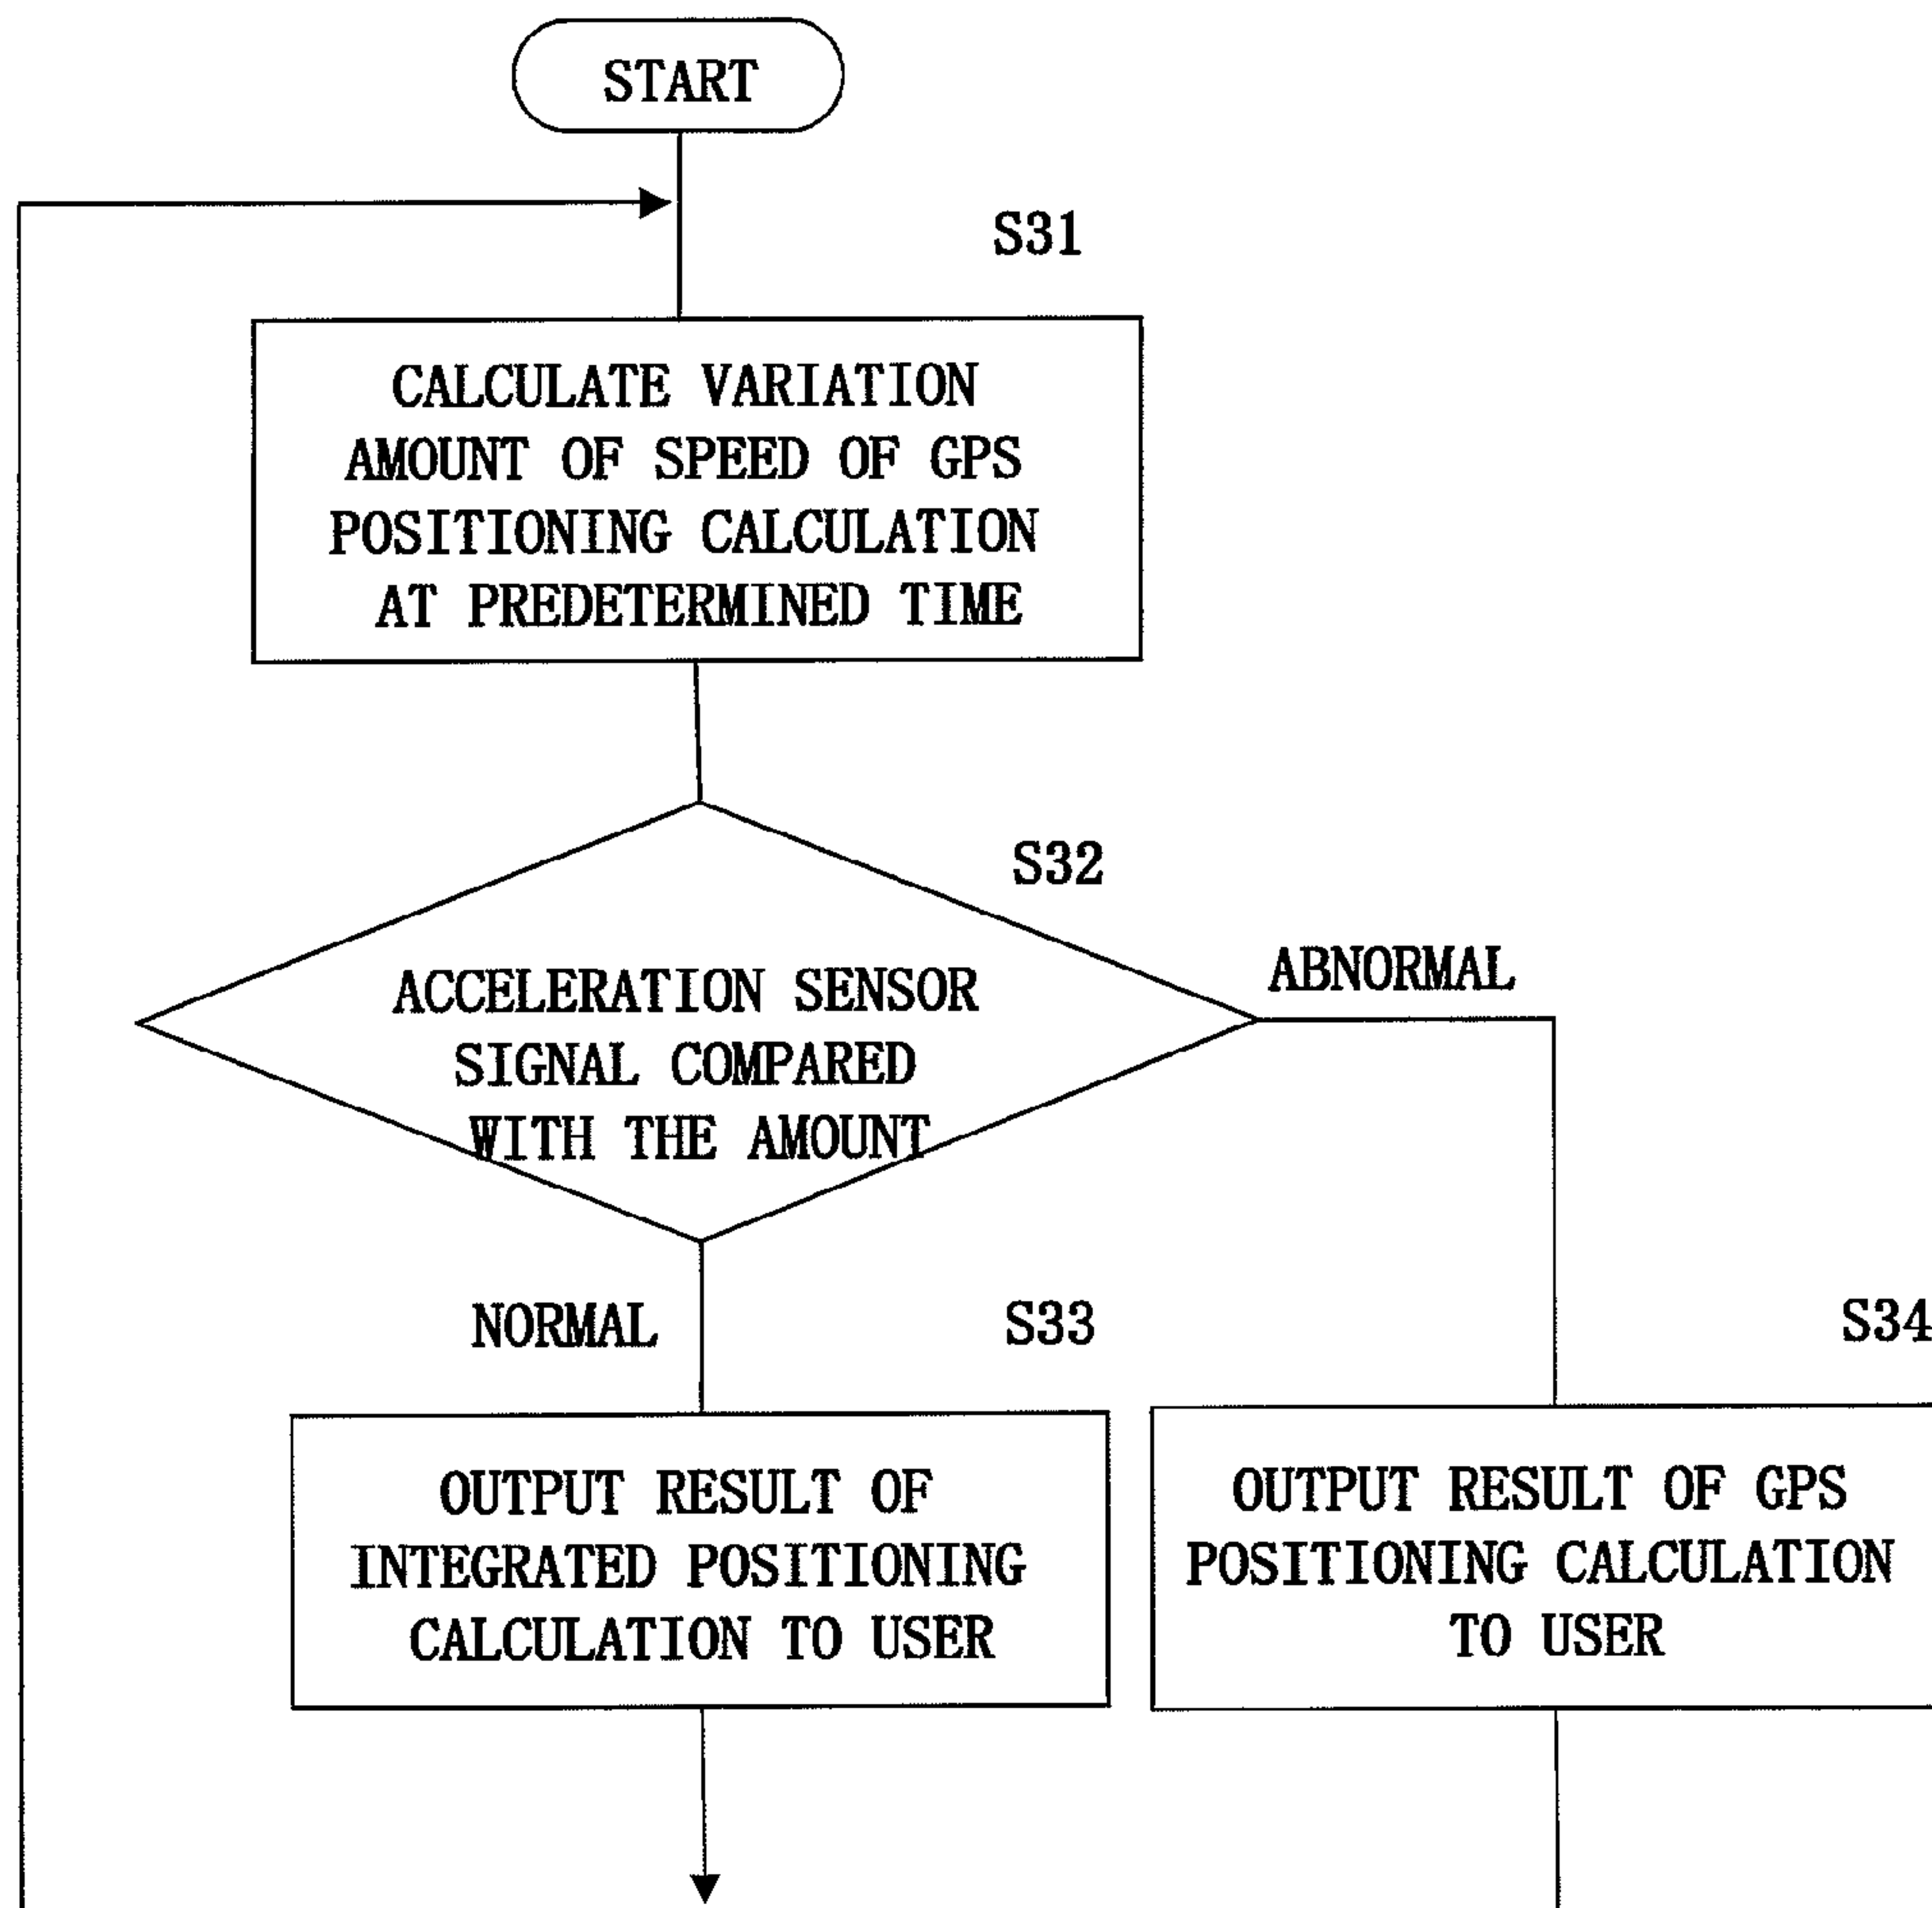 START
S31
CALCULATE VARIATION
AMOUNT OF SPEED OF GPS
POSITIONING CALCULATION
AT PREDETERMINED TIME
S32
ABNORMAL
ACCELERATION SENSOR
SIGNAL COMPARED
WITH THE AMOUNT
NORMAL
S33
S34
OUTPUT RESULT OF
INTEGRATED POSITIONING
CALCULATION TO USER
OUTPUT RESULT OF GPS
POSITIONING CALCULATION
TO USER